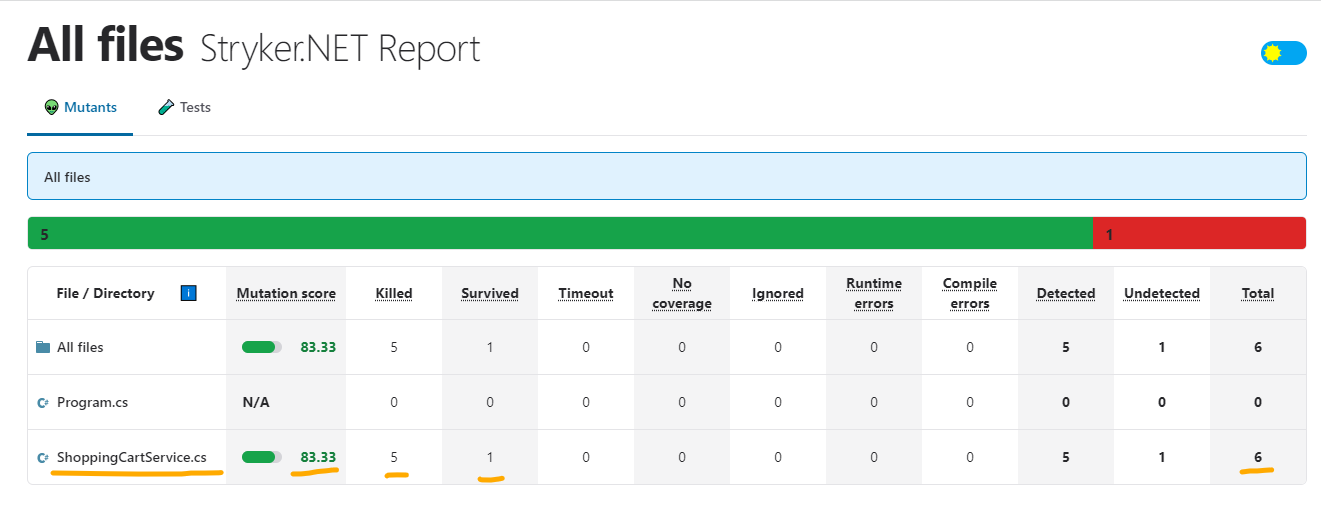 All files Stryker.NET Report
Mutants Tests
All files
5 1
File / Directory i Mutation score Killed Survived Timeout No coverage Ignored Runtime errors Compile errors Detected Undetected Total
All files 83.33 5 1 0 0 0 0 0 5 1 6
C# Program.cs N/A 0 0 0 0 0 0 0 0 0 0
C# ShoppingCartService.cs 83.33 5 1 0 0 0 0 0 5 1 6